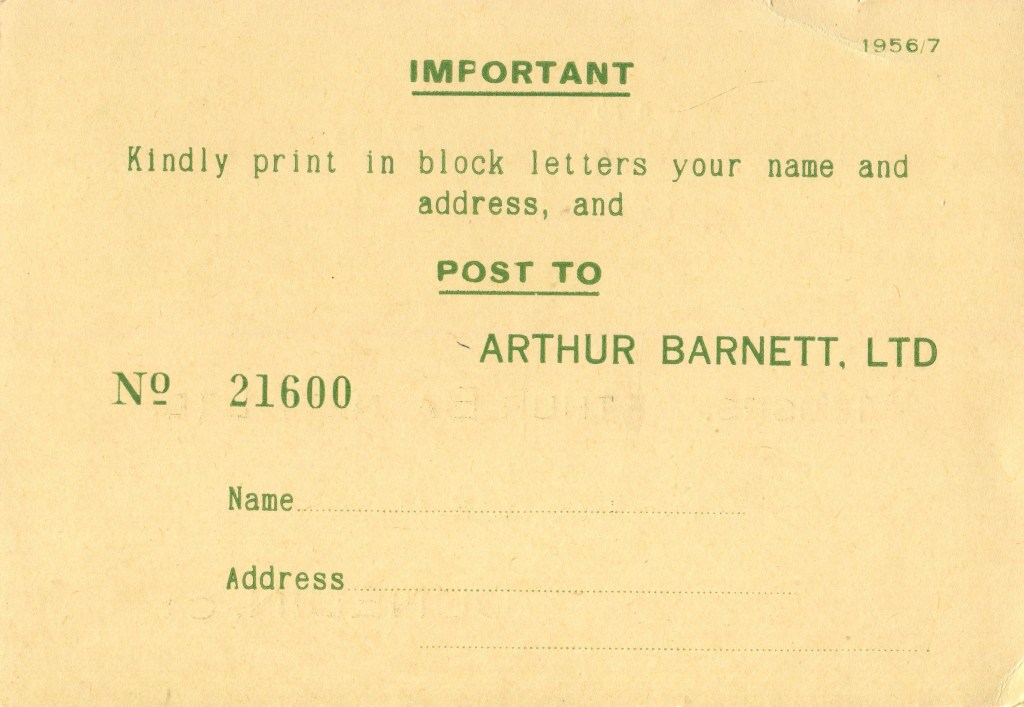 1956/7
IMPORTANT
Kindly print in block letters your name and
address, and
POST TO
ARTHUR BARNETT, LTD
Nº 21600
Name
Address